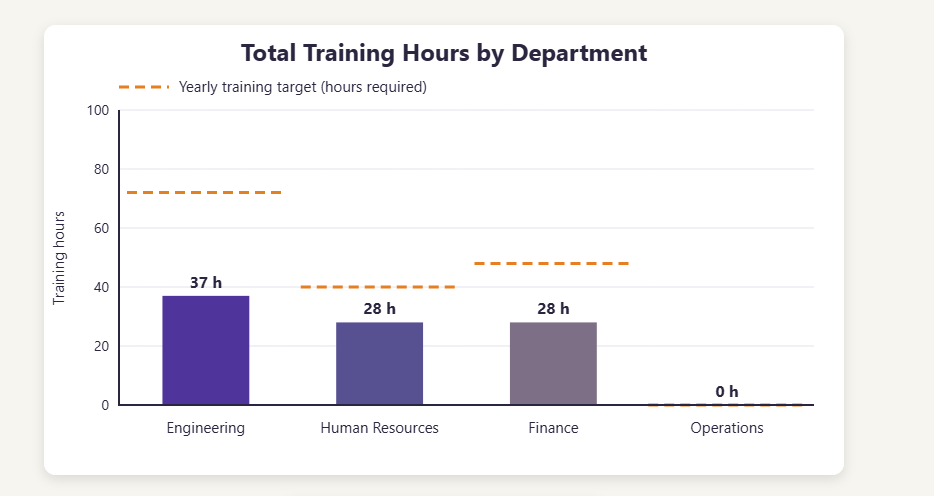 Total Training Hours by Department
Yearly training target (hours required)
100
80
60
40
20
0
Training hours
37 h
28 h
28 h
0 h
Engineering
Human Resources
Finance
Operations